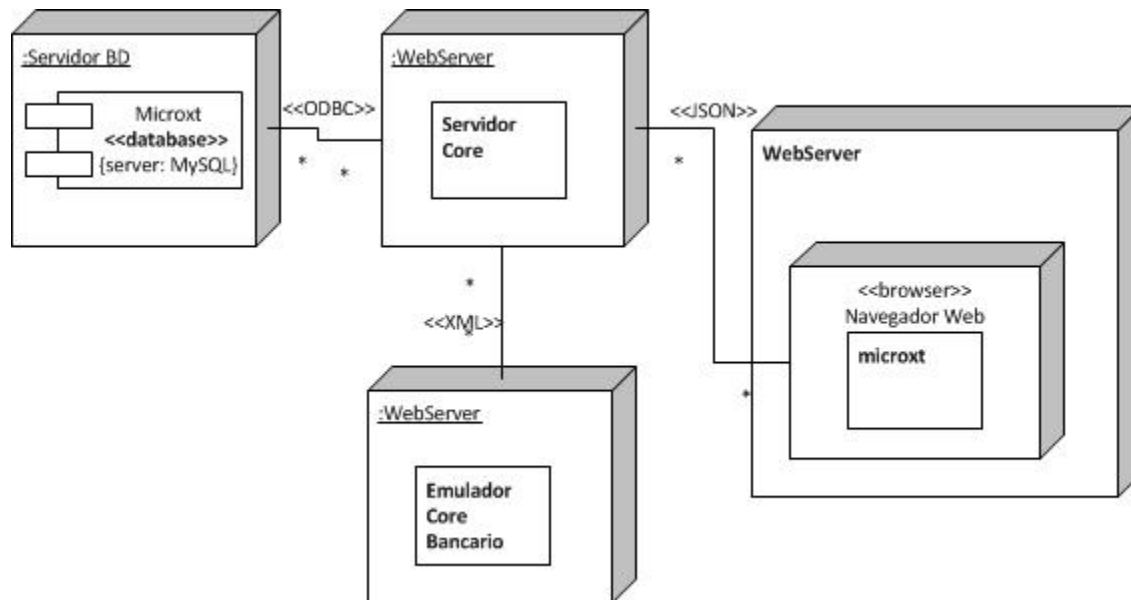 :Servidor BD
Microxt
<<database>>
{server: MySQL}
<<ODBC>>
*
*
:WebServer
Servidor
Core
<<JSON>>
*
*
WebServer
<<browser>>
Navegador Web
microxt
*
<<XML>>
*
:WebServer
Emulador
Core
Bancario